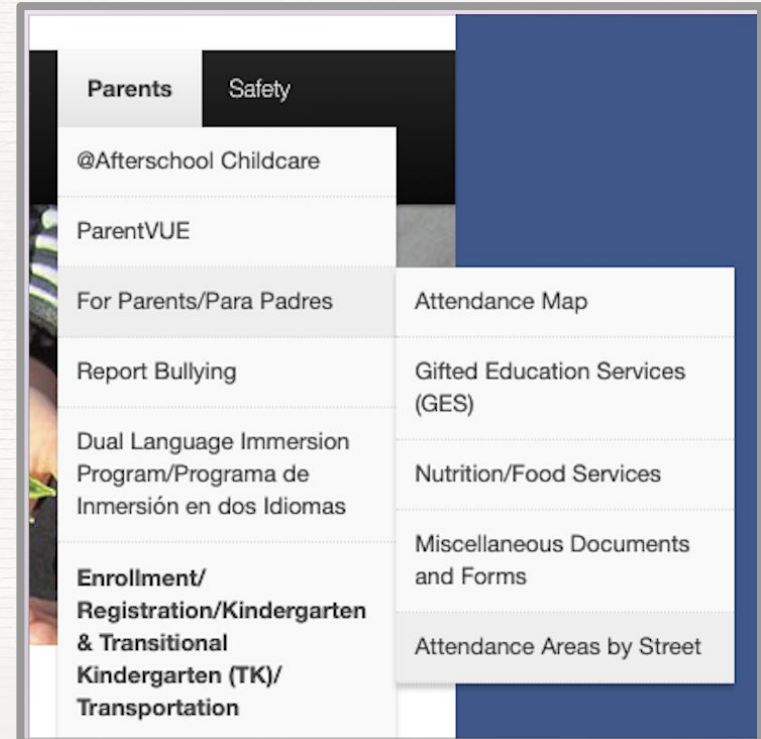 Parents
Safety
@Afterschool Childcare
ParentVUE
For Parents/Para Padres
Report Bullying
Dual Language Immersion
Program/Programa de
Inmersión en dos Idiomas
Enrollment/
Registration/Kindergarten
& Transitional
Kindergarten (TK)/
Transportation
Attendance Map
Gifted Education Services
(GES)
Nutrition/Food Services
Miscellaneous Documents
and Forms
Attendance Areas by Street